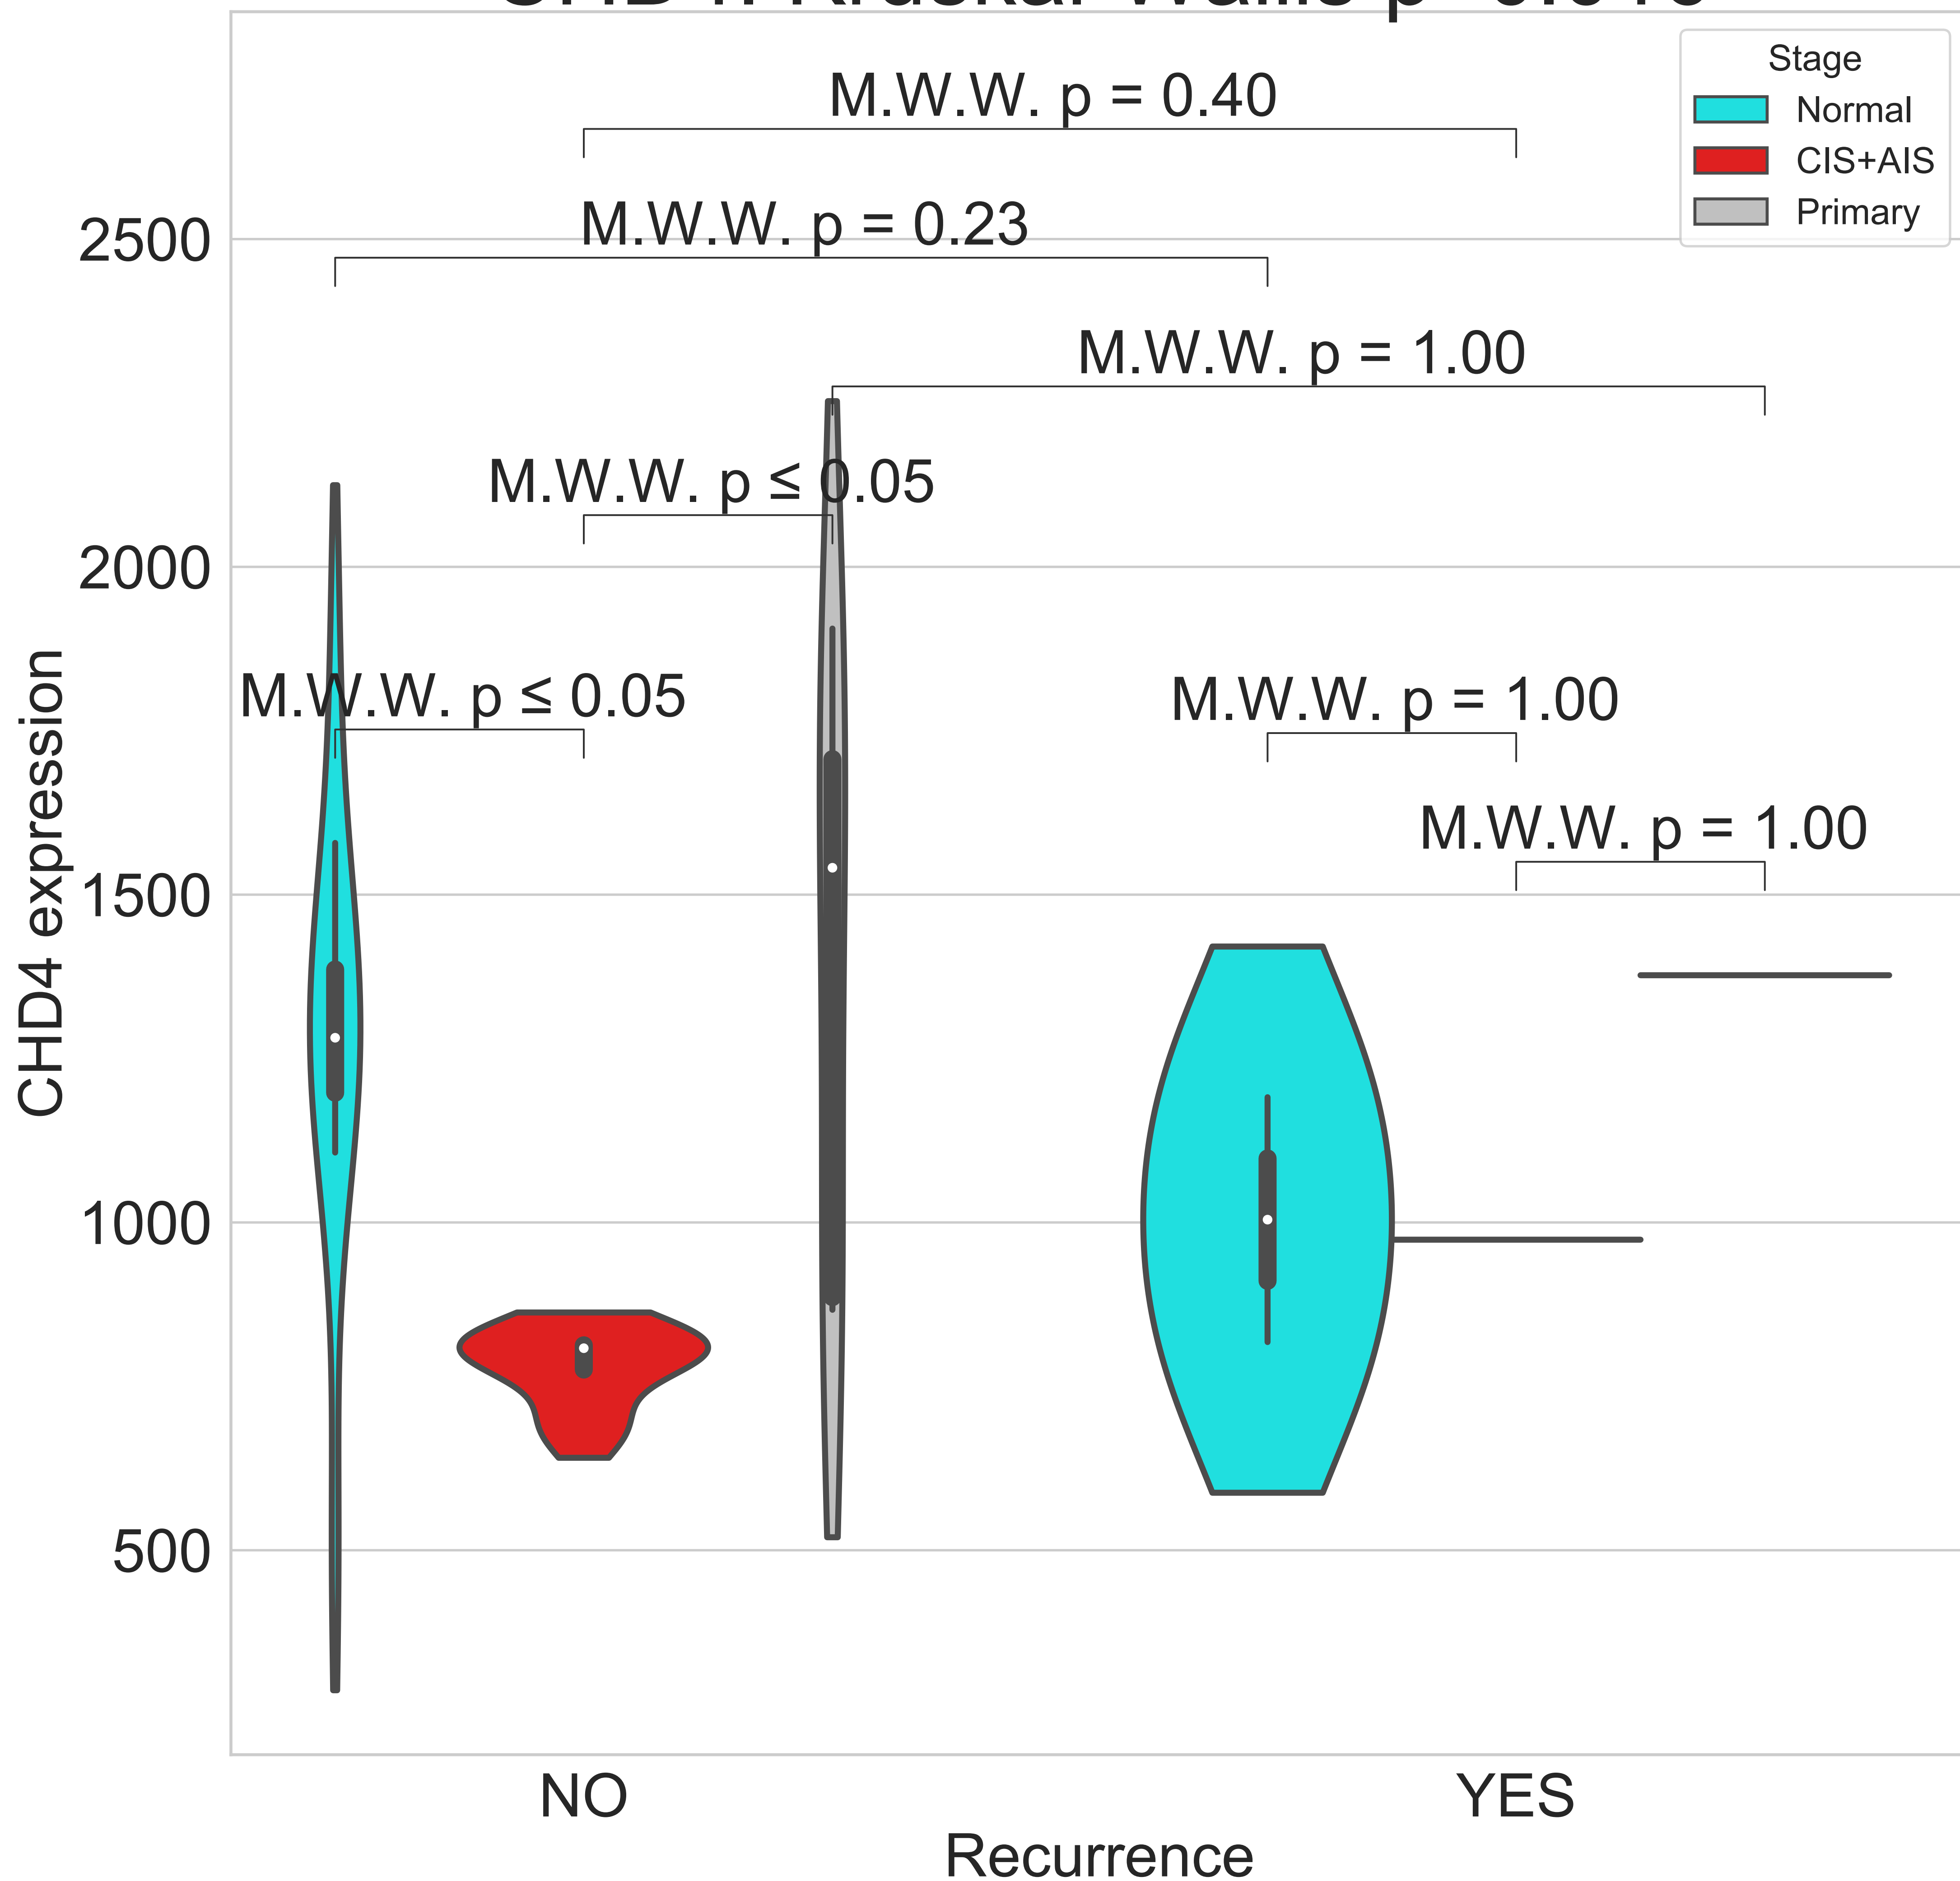 Stage
Normal
CIS+AIS
Primary
M.W.W. p = 0.40
M.W.W. p = 0.23
M.W.W. p = 1.00
M.W.W. p ≤ 0.05
M.W.W. p ≤ 0.05
M.W.W. p = 1.00
M.W.W. p = 1.00
2500
2000
1500
1000
500
CHD4 expression
NO
YES
Recurrence